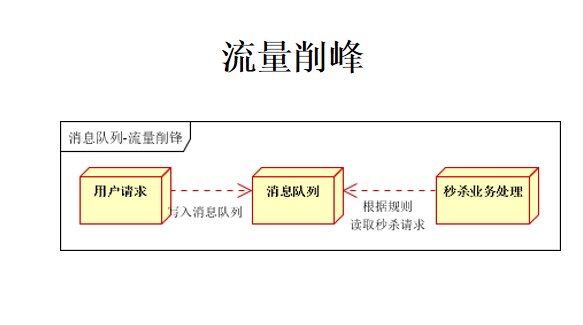 流量削峰
消息队列-流量削锋
用户请求
写入消息队列
消息队列
根据规则
读取秒杀请求
秒杀业务处理